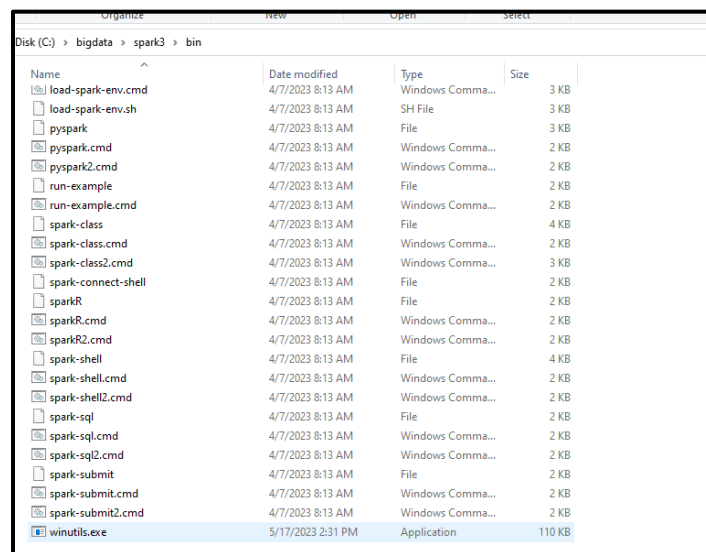 Organize New Open Select
Disk (C:) > bigdata > spark3 > bin
Name Date modified Type Size
load-spark-env.cmd 4/7/2023 8:13 AM Windows Comma... 3 KB
load-spark-env.sh 4/7/2023 8:13 AM SH File 3 KB
pyspark 4/7/2023 8:13 AM File 3 KB
pyspark.cmd 4/7/2023 8:13 AM Windows Comma... 2 KB
pyspark2.cmd 4/7/2023 8:13 AM Windows Comma... 2 KB
run-example 4/7/2023 8:13 AM File 2 KB
run-example.cmd 4/7/2023 8:13 AM Windows Comma... 2 KB
spark-class 4/7/2023 8:13 AM File 4 KB
spark-class.cmd 4/7/2023 8:13 AM Windows Comma... 2 KB
spark-class2.cmd 4/7/2023 8:13 AM Windows Comma... 3 KB
spark-connect-shell 4/7/2023 8:13 AM File 2 KB
sparkR 4/7/2023 8:13 AM File 2 KB
sparkR.cmd 4/7/2023 8:13 AM Windows Comma... 2 KB
sparkR2.cmd 4/7/2023 8:13 AM Windows Comma... 2 KB
spark-shell 4/7/2023 8:13 AM File 4 KB
spark-shell.cmd 4/7/2023 8:13 AM Windows Comma... 2 KB
spark-shell2.cmd 4/7/2023 8:13 AM Windows Comma... 2 KB
spark-sql 4/7/2023 8:13 AM File 2 KB
spark-sql.cmd 4/7/2023 8:13 AM Windows Comma... 2 KB
spark-sql2.cmd 4/7/2023 8:13 AM Windows Comma... 2 KB
spark-submit 4/7/2023 8:13 AM File 2 KB
spark-submit.cmd 4/7/2023 8:13 AM Windows Comma... 2 KB
spark-submit2.cmd 4/7/2023 8:13 AM Windows Comma... 2 KB
winutils.exe 5/17/2023 2:31 PM Application 110 KB